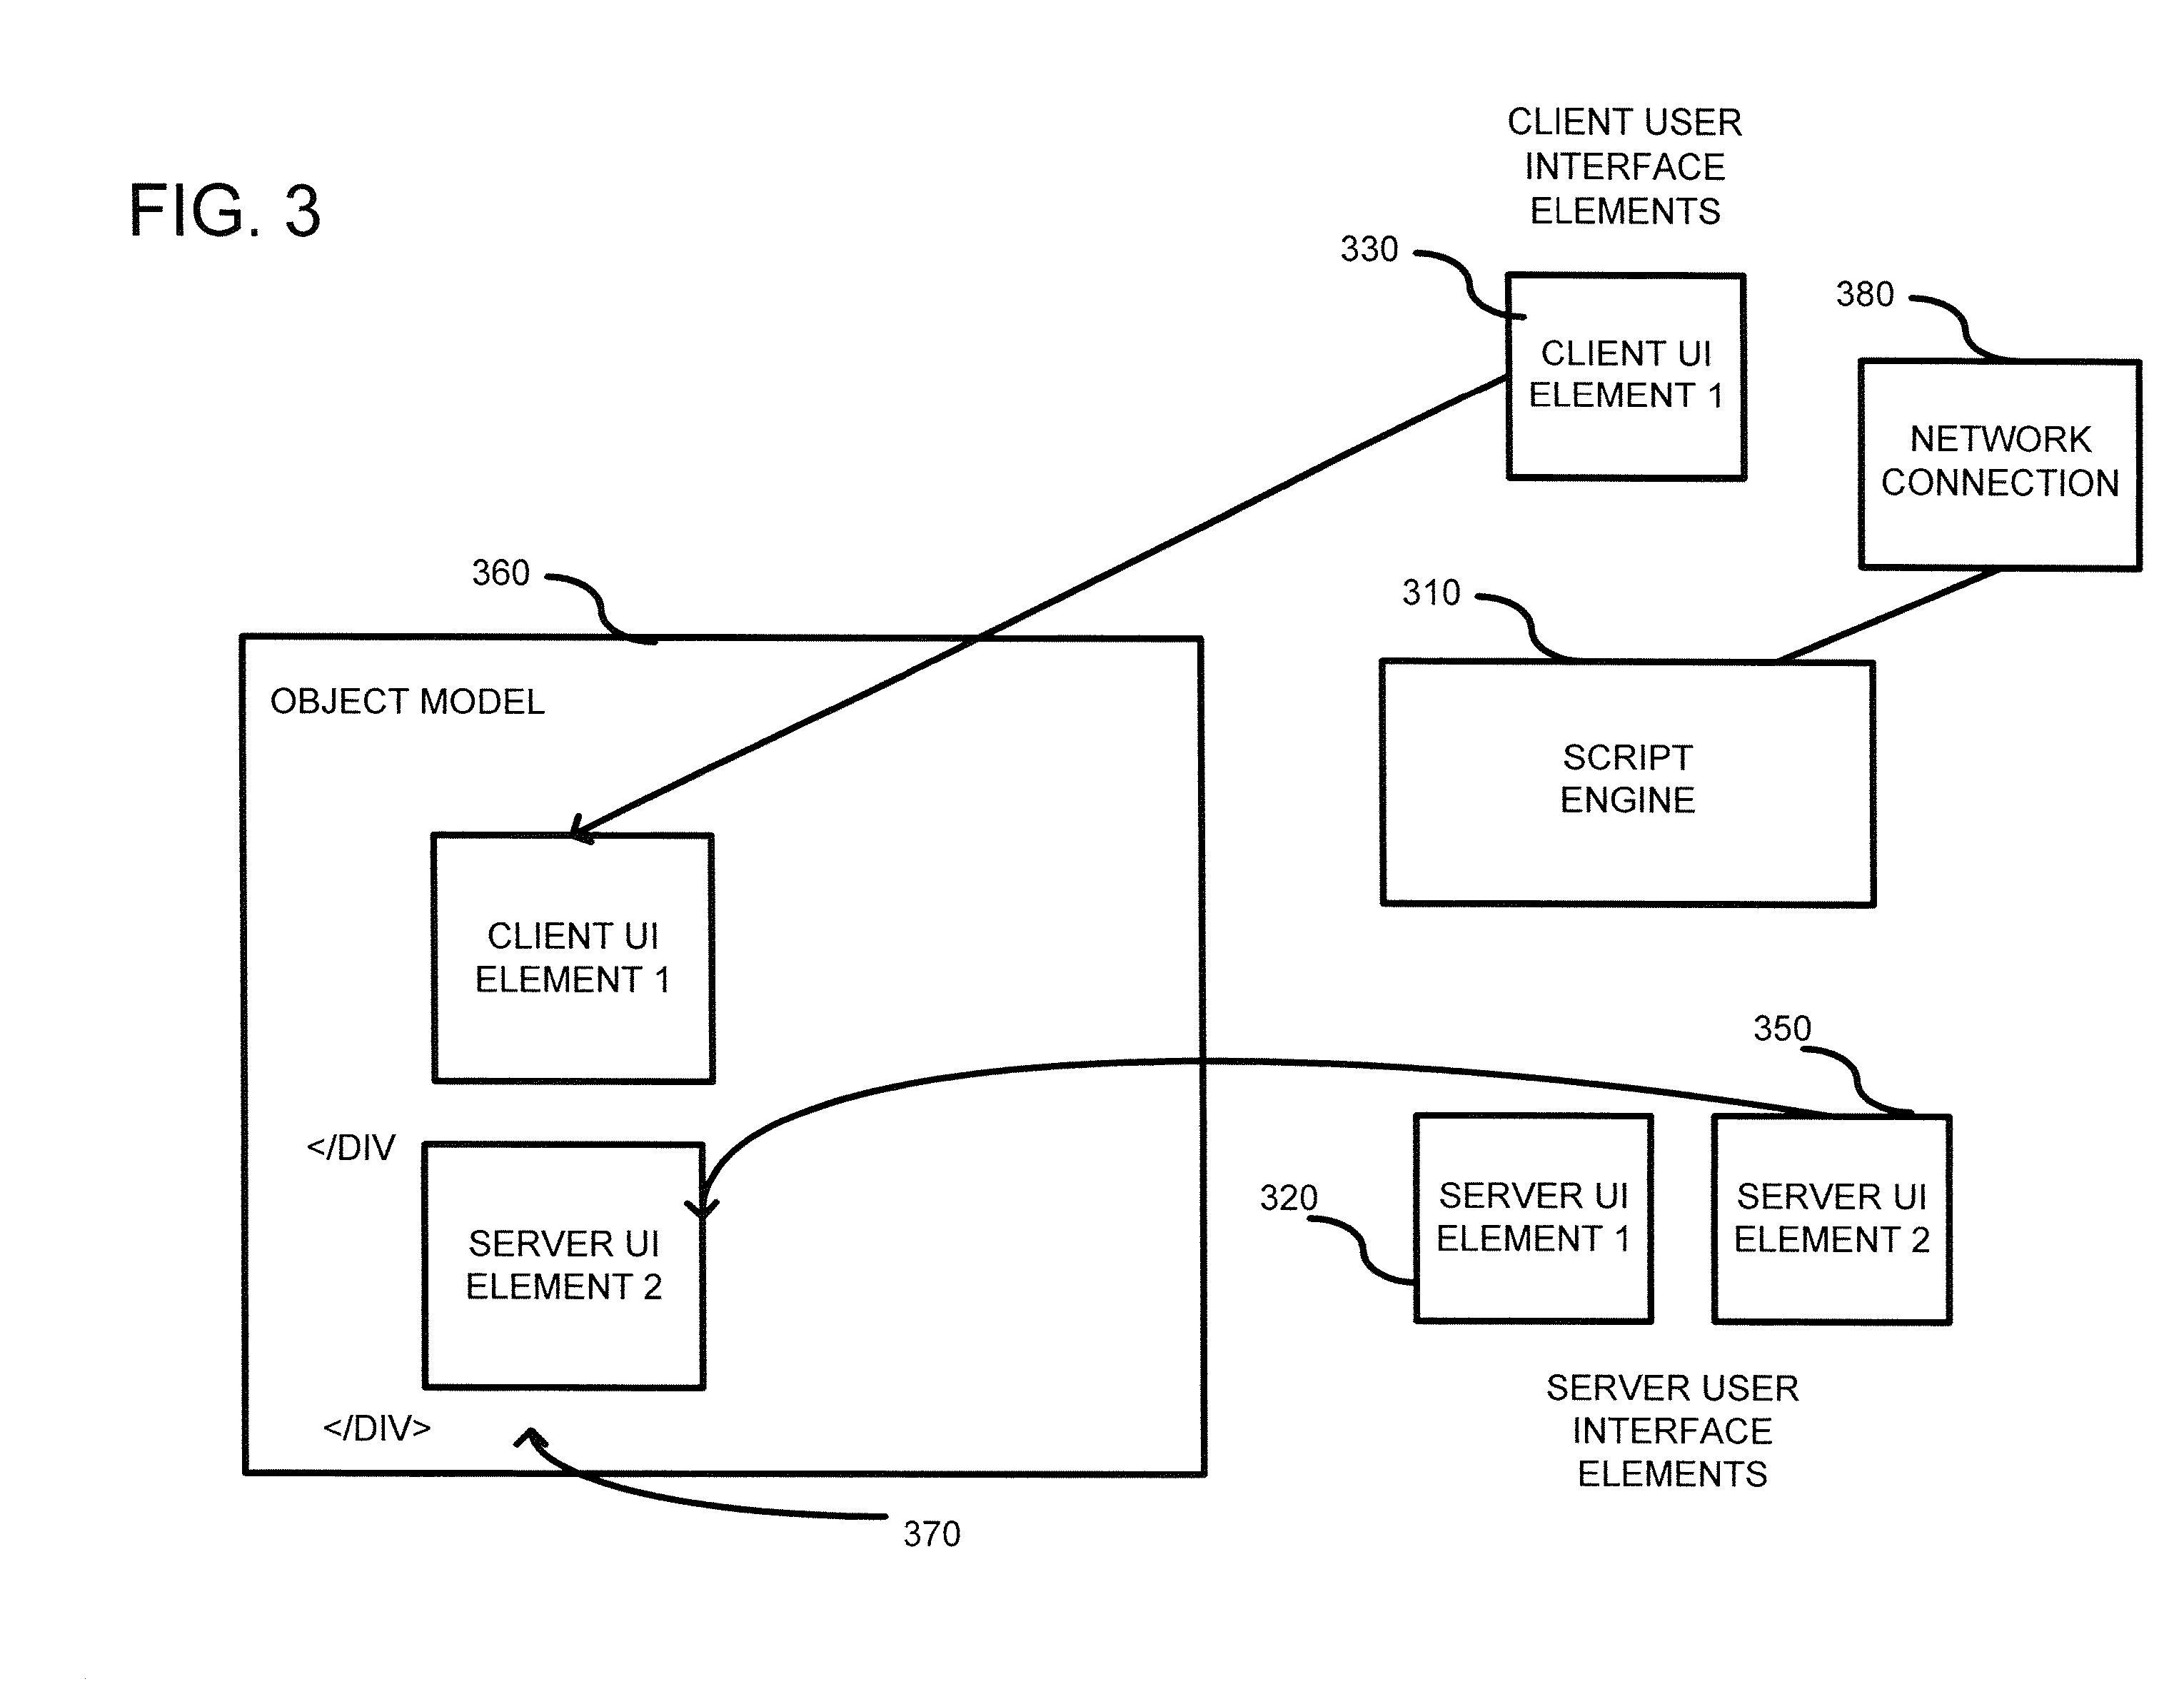 FIG. 3
CLIENT USER
INTERFACE
ELEMENTS
330
CLIENT UI
ELEMENT 1
380
NETWORK
CONNECTION
360
310
OBJECT MODEL
SCRIPT
ENGINE
CLIENT UI
ELEMENT 1
350
</DIV
SERVER UI
ELEMENT 2
320
SERVER UI
ELEMENT 1
SERVER UI
ELEMENT 2
</DIV>
SERVER USER
INTERFACE
ELEMENTS
370